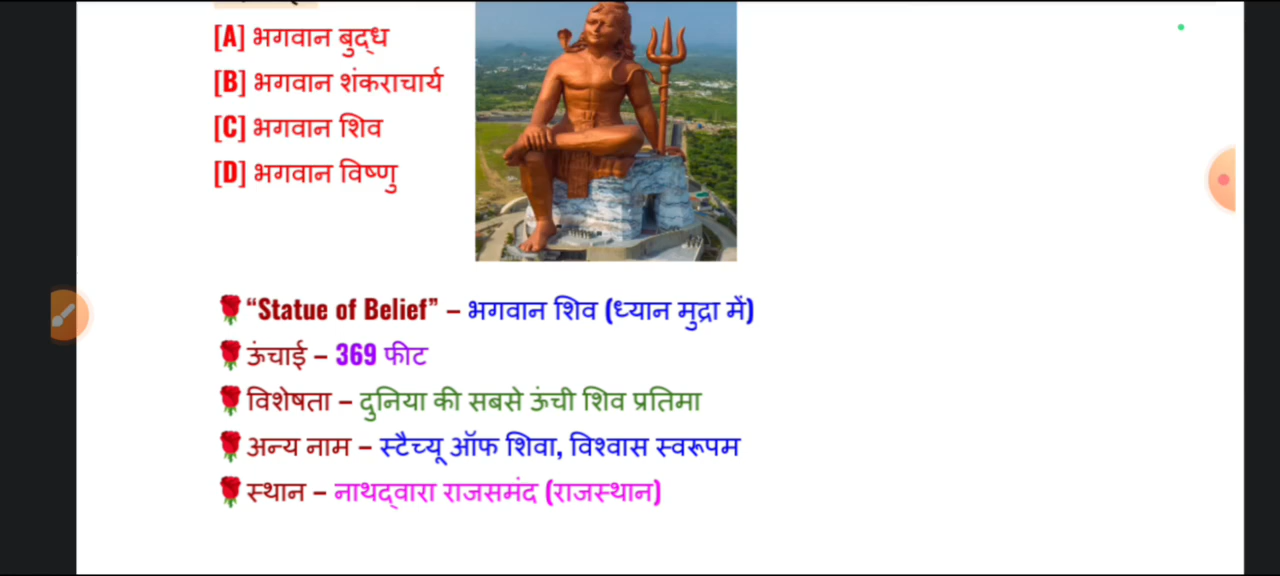 [A] भगवान बुद्ध
[B] भगवान शंकराचार्य
[C] भगवान शिव
[D] भगवान विष्णु
“Statue of Belief” – भगवान शिव (ध्यान मुद्रा में)
ऊंचाई – 369 फीट
विशेषता – दुनिया की सबसे ऊंची शिव प्रतिमा
अन्य नाम – स्टैच्यू ऑफ शिवा, विश्वास स्वरूपम
स्थान – नाथद्वारा राजसमंद (राजस्थान)